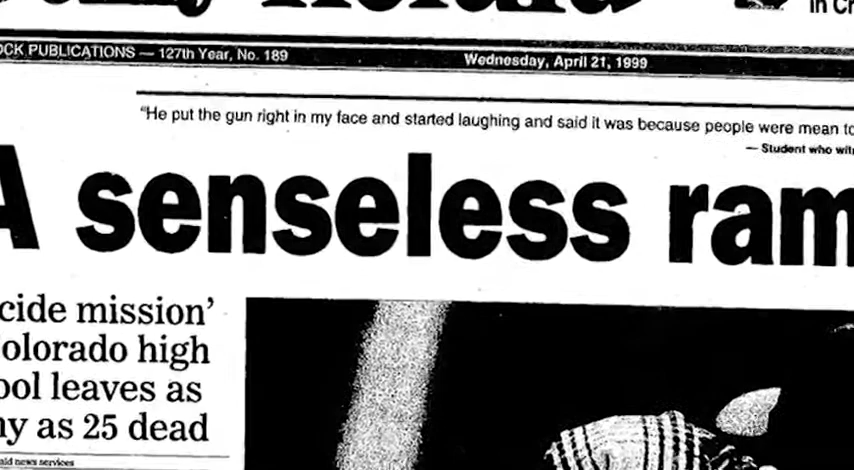 in Cr
OCK PUBLICATIONS — 127th Year, No. 189
Wednesday, April 21, 1999
"He put the gun right in my face and started laughing and said it was because people were mean to
— Student who wit
A senseless ram
cide mission'
olorado high
ool leaves as
ny as 25 dead
ald news services